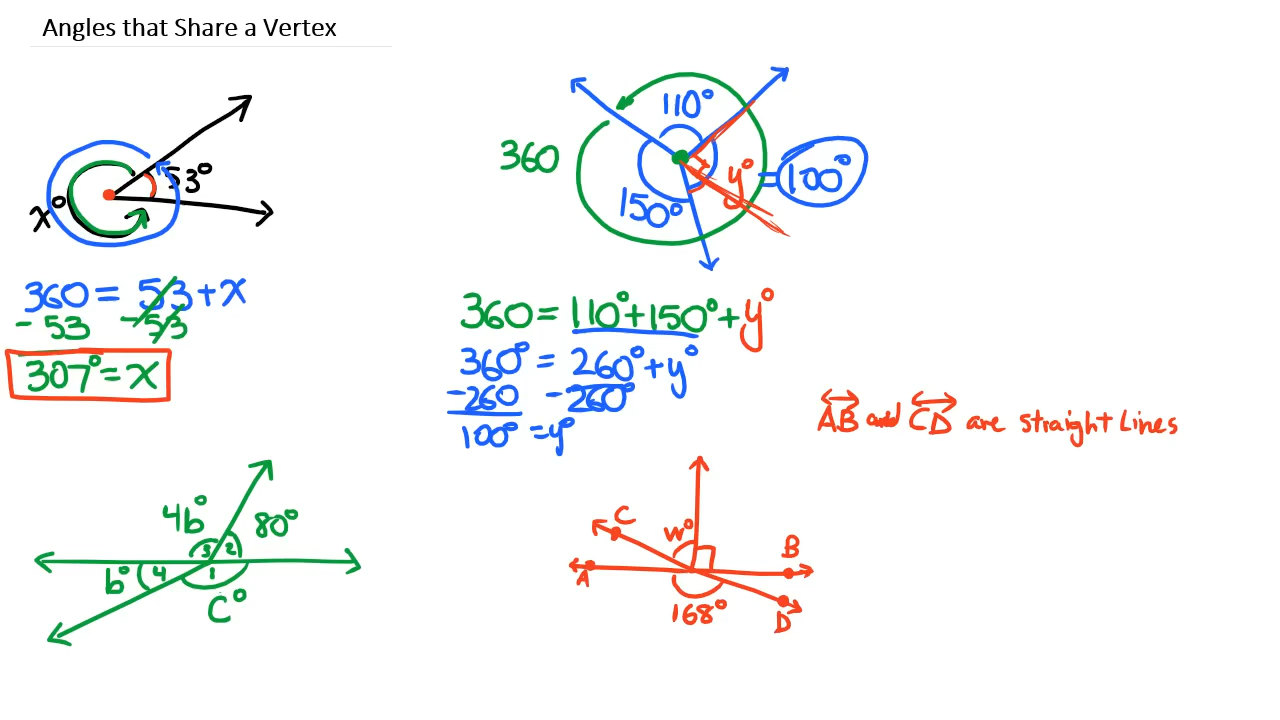 Angles that Share a Vertex
53°
x°
360 = 53 + x
- 53 - 53
307° = x
110°
360
y° = 100°
150°
360 = 110° + 150° + y°
360° = 260° + y°
-260 -260°
100° = y°
AB and CD are straight Lines
4b°
80°
3 2
b° 4 1
C°
C
w°
B
A
168°
D